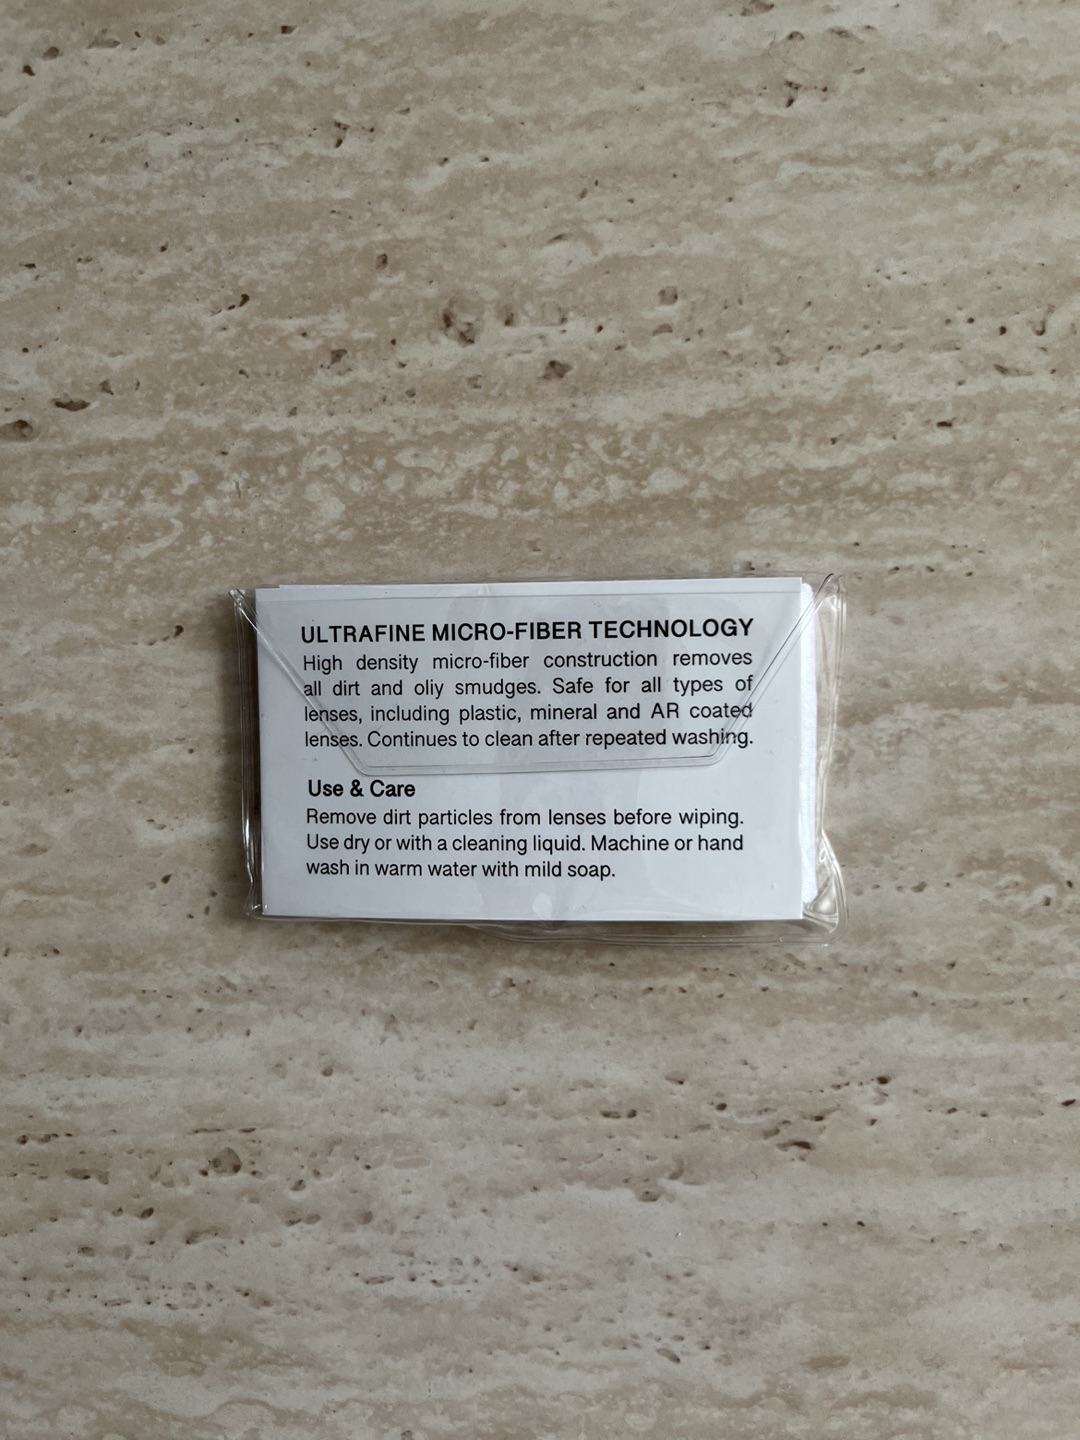 ULTRAFINE MICRO-FIBER TECHNOLOGY
High density micro-fiber construction removes
all dirt and oliy smudges. Safe for all types of
lenses, including plastic, mineral and AR coated
lenses. Continues to clean after repeated washing.
Use & Care
Remove dirt particles from lenses before wiping.
Use dry or with a cleaning liquid. Machine or hand
wash in warm water with mild soap.